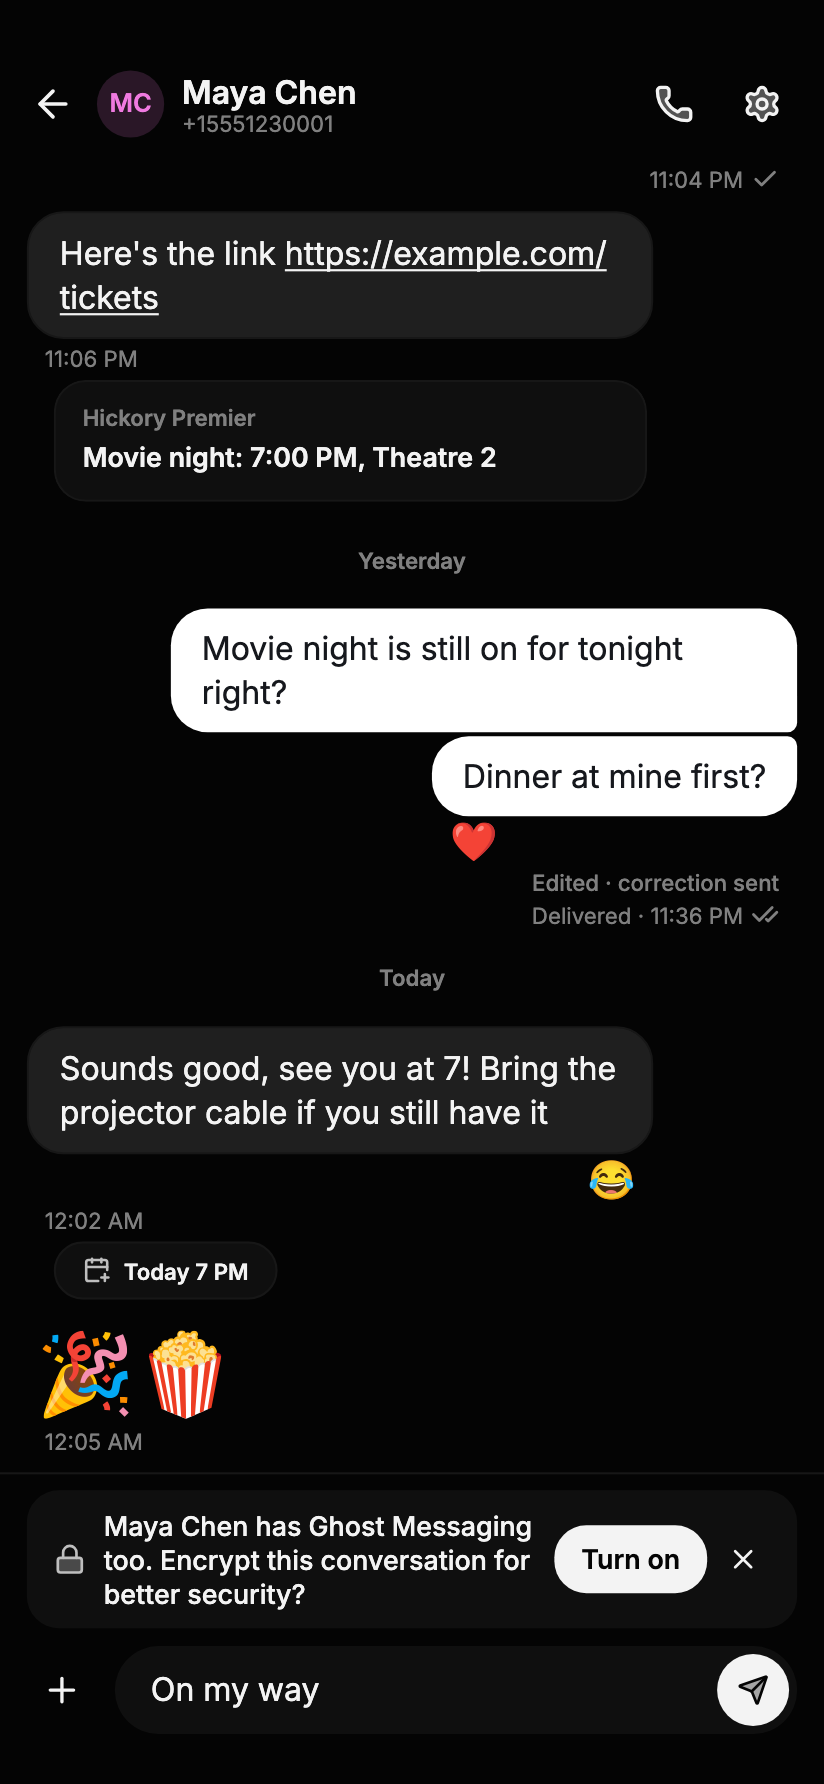 MC
Maya Chen
+15551230001
11:04 PM
Here's the link https://example.com/
tickets
11:06 PM
Hickory Premier
Movie night: 7:00 PM, Theatre 2
Yesterday
Movie night is still on for tonight
right?
Dinner at mine first?
Edited · correction sent
Delivered · 11:36 PM
Today
Sounds good, see you at 7! Bring the
projector cable if you still have it
12:02 AM
Today 7 PM
12:05 AM
Maya Chen has Ghost Messaging
too. Encrypt this conversation for
better security?
Turn on
On my way